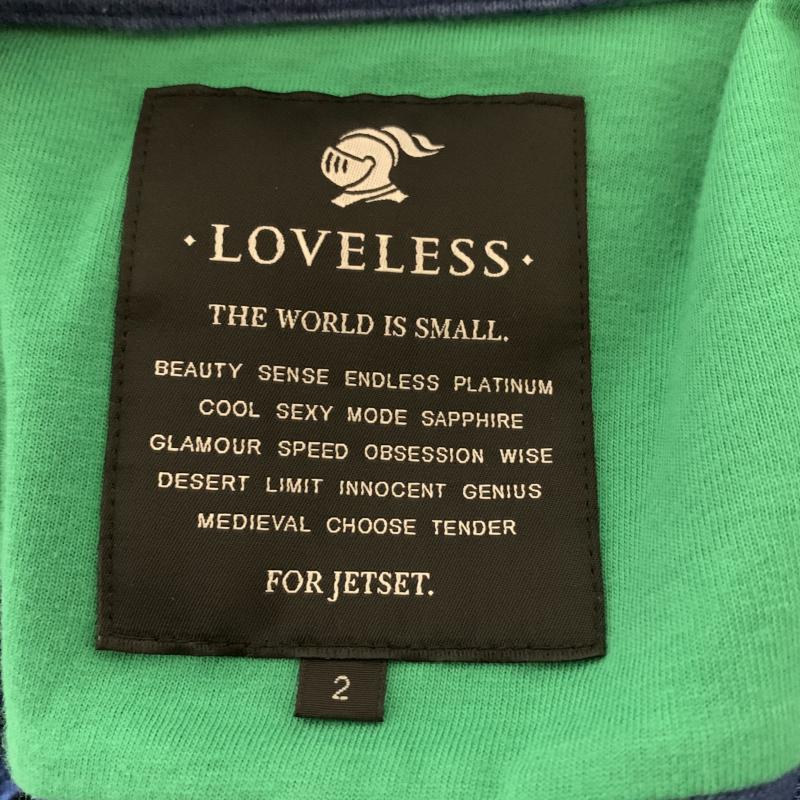 · LOVELESS ·
THE WORLD IS SMALL.
BEAUTY SENSE ENDLESS PLATINUM
COOL SEXY MODE SAPPHIRE
GLAMOUR SPEED OBSESSION WISE
DESERT LIMIT INNOCENT GENIUS
MEDIEVAL CHOOSE TENDER
FOR JETSET.
2